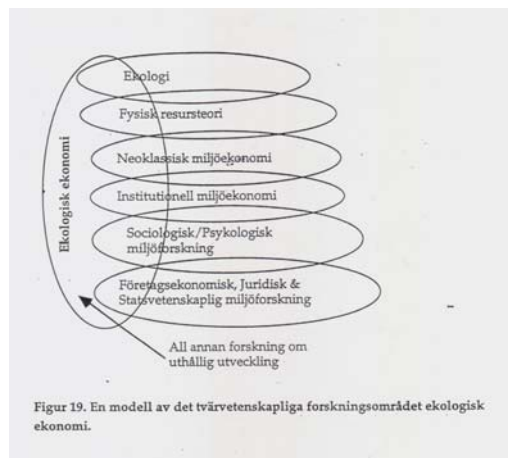 Ekologi
Fysisk resursteori
Neoklassisk miljöekonomi
Institutionell miljöekonomi
Sociologisk/Psykologisk
miljöforskning
Företagsekonomisk, Juridisk &
Statsvetenskaplig miljöforskning
Ekologisk ekonomi
All annan forskning om
uthållig utveckling
Figur 19. En modell av det tvärvetenskapliga forskningsområdet ekologisk
ekonomi.